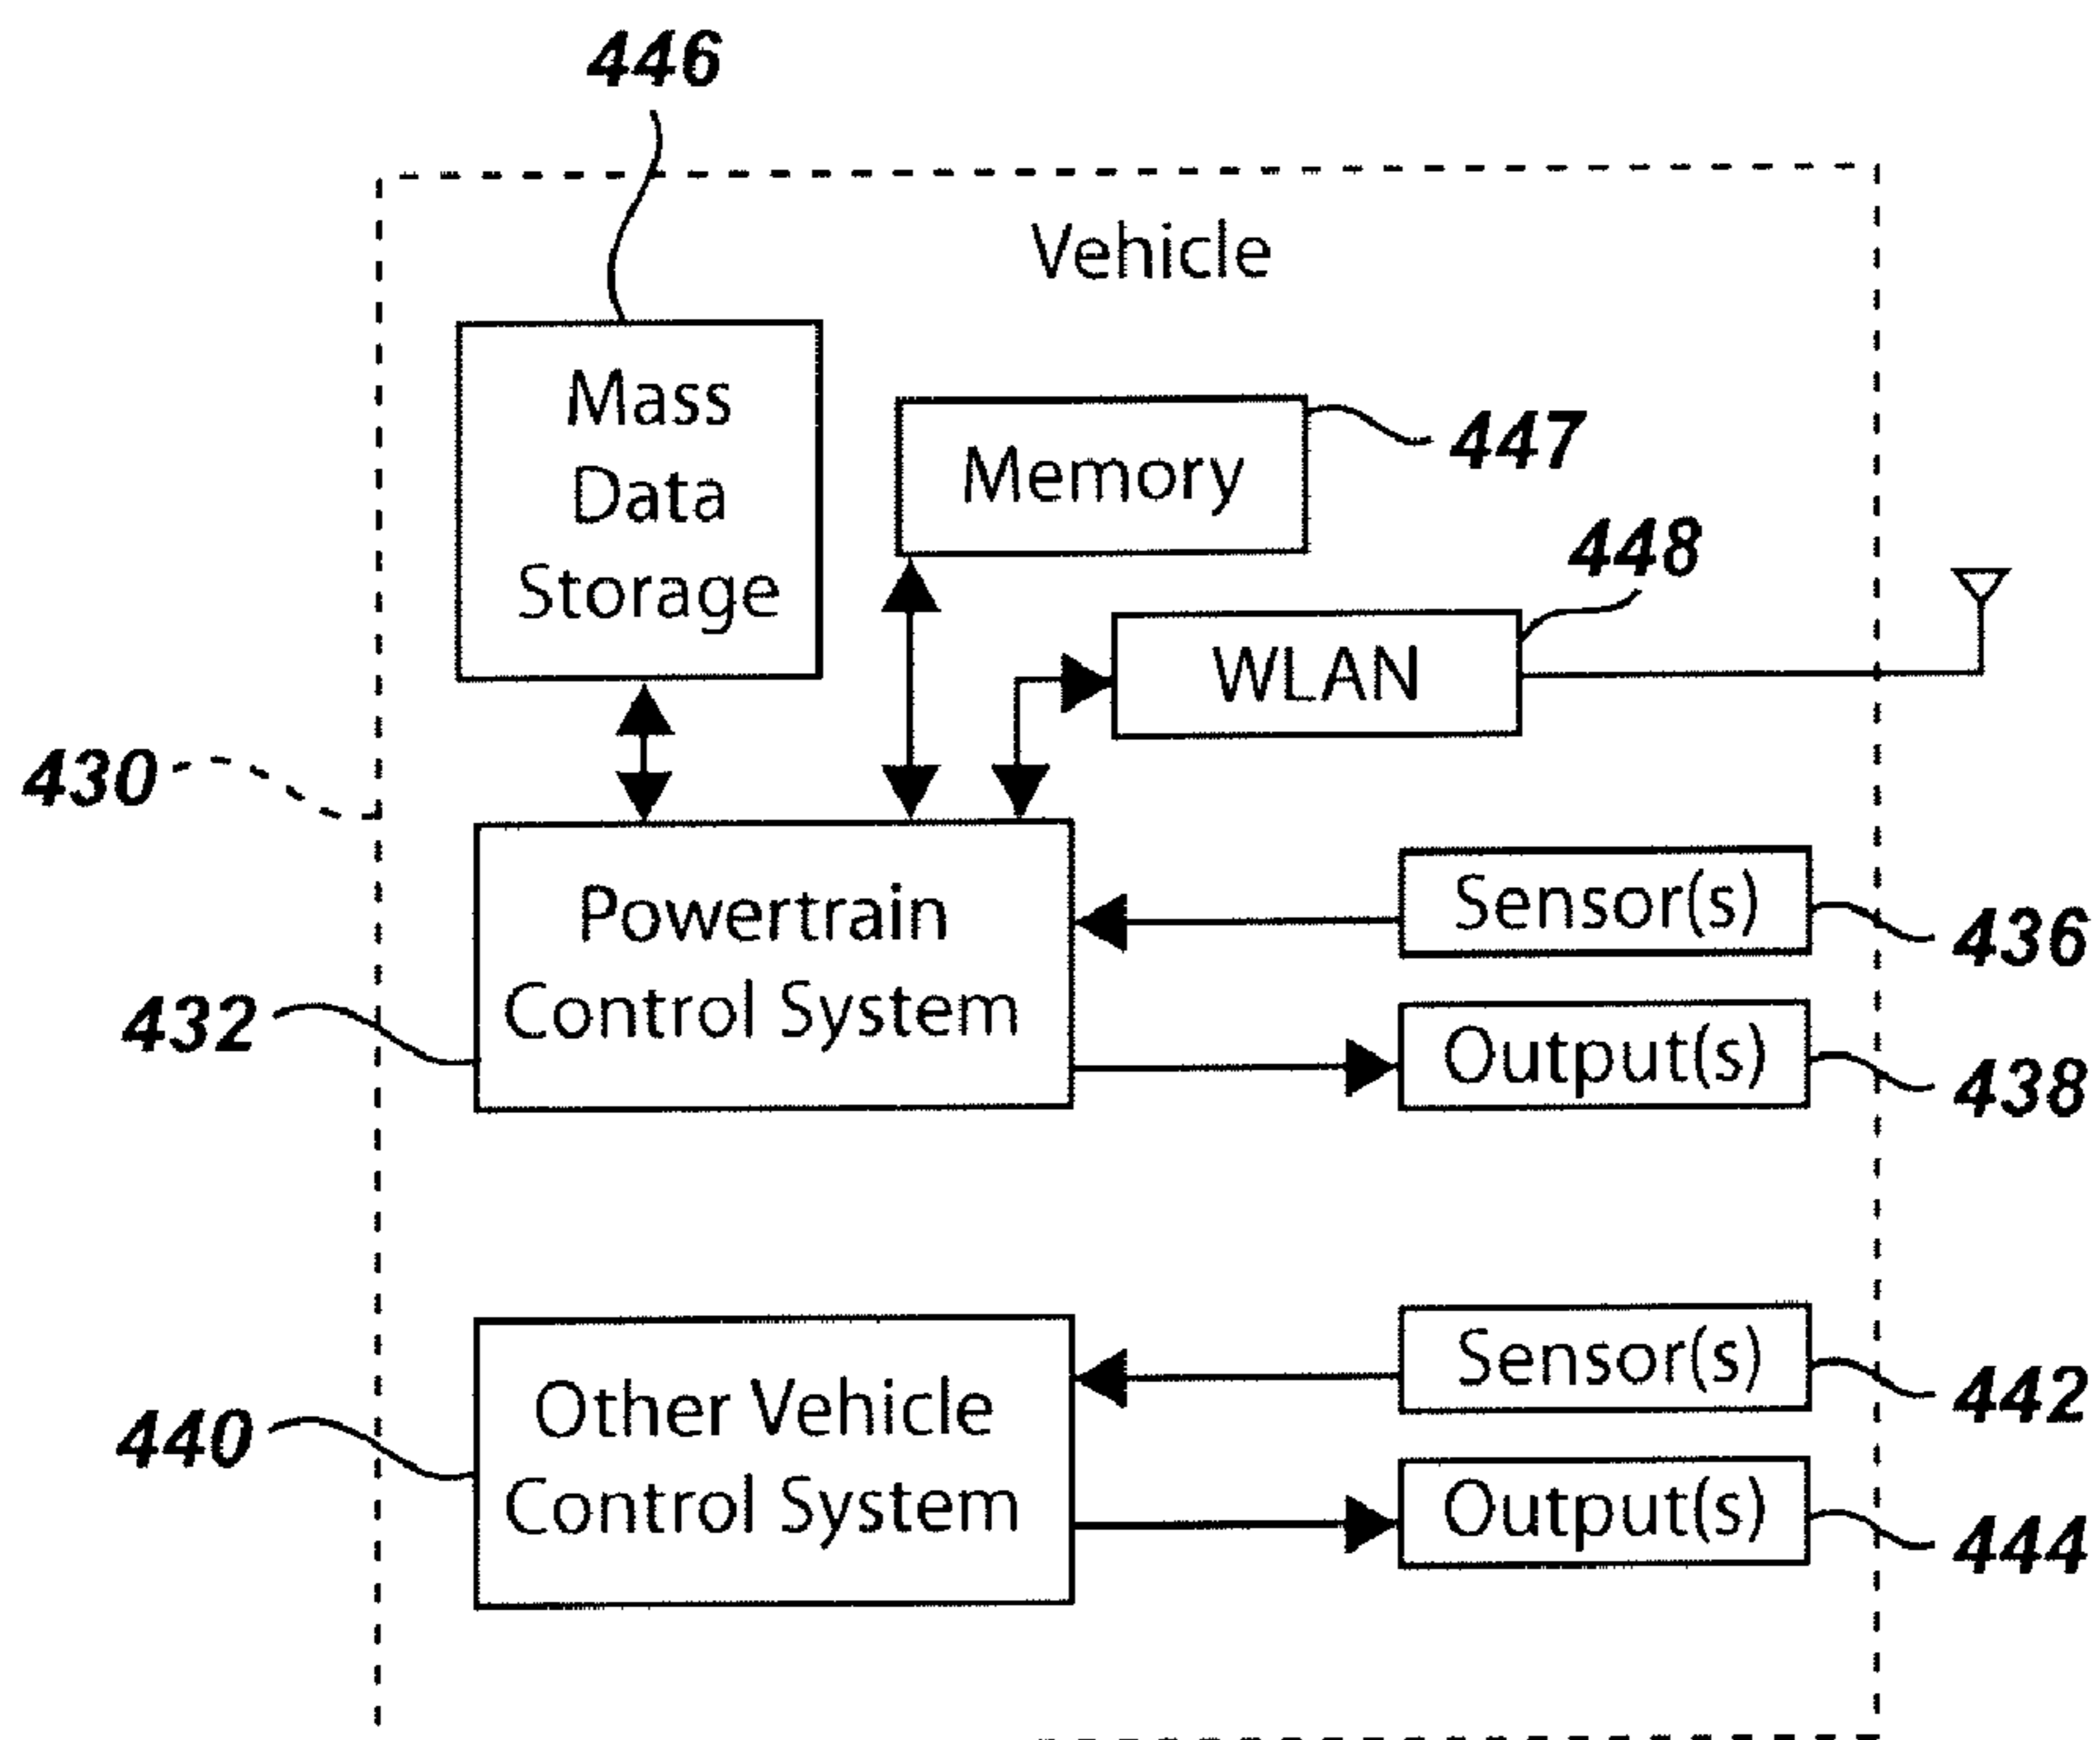 446
Vehicle
Mass
Data
Storage
Memory
447
448
WLAN
430
Powertrain
Control System
432
Sensor(s)
436
Output(s)
438
Other Vehicle
Control System
440
Sensor(s)
442
Output(s)
444